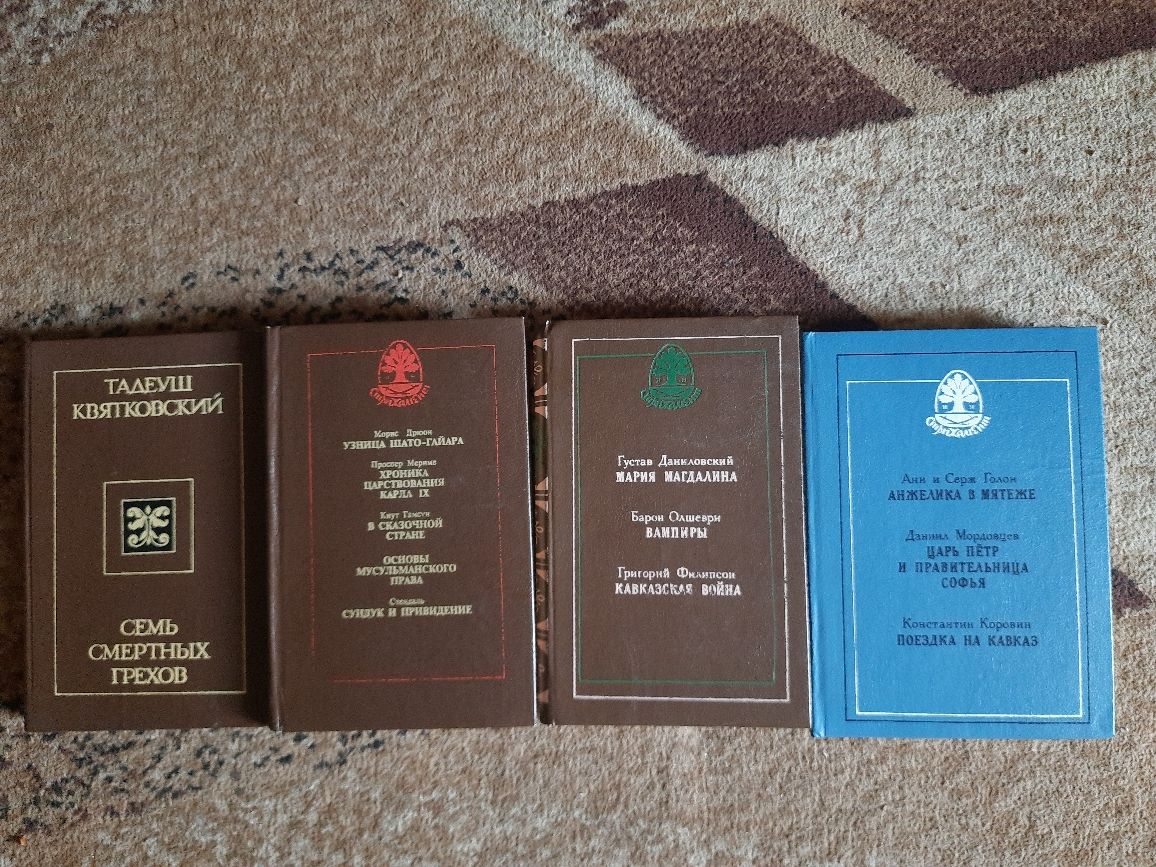 ТАДЕУШ
КВЯТКОВСКИЙ
СЕМЬ
СМЕРТНЫХ
ГРЕХОВ
Морис Дрюон
УЗНИЦА ШАТО-ГАЙАРА
Проспер Мериме
ХРОНИКА
ЦАРСТВОВАНИЯ
КАРЛА IX
Кнут Гамсун
В СКАЗОЧНОЙ
СТРАНЕ
ОСНОВЫ
МУСУЛЬМАНСКОГО
ПРАВА
Стендаль
СУНДУК И ПРИВИДЕНИЕ
Густав Даниловский
МАРИЯ МАГДАЛИНА
Барон Олшеври
ВАМПИРЫ
Григорий Филипсон
КАВКАЗСКАЯ ВОЙНА
Анн и Серж Голон
АНЖЕЛИКА В МЯТЕЖЕ
Даниил Мордовцев
ЦАРЬ ПЁТР
И ПРАВИТЕЛЬНИЦА
СОФЬЯ
Константин Коровин
ПОЕЗДКА НА КАВКАЗ